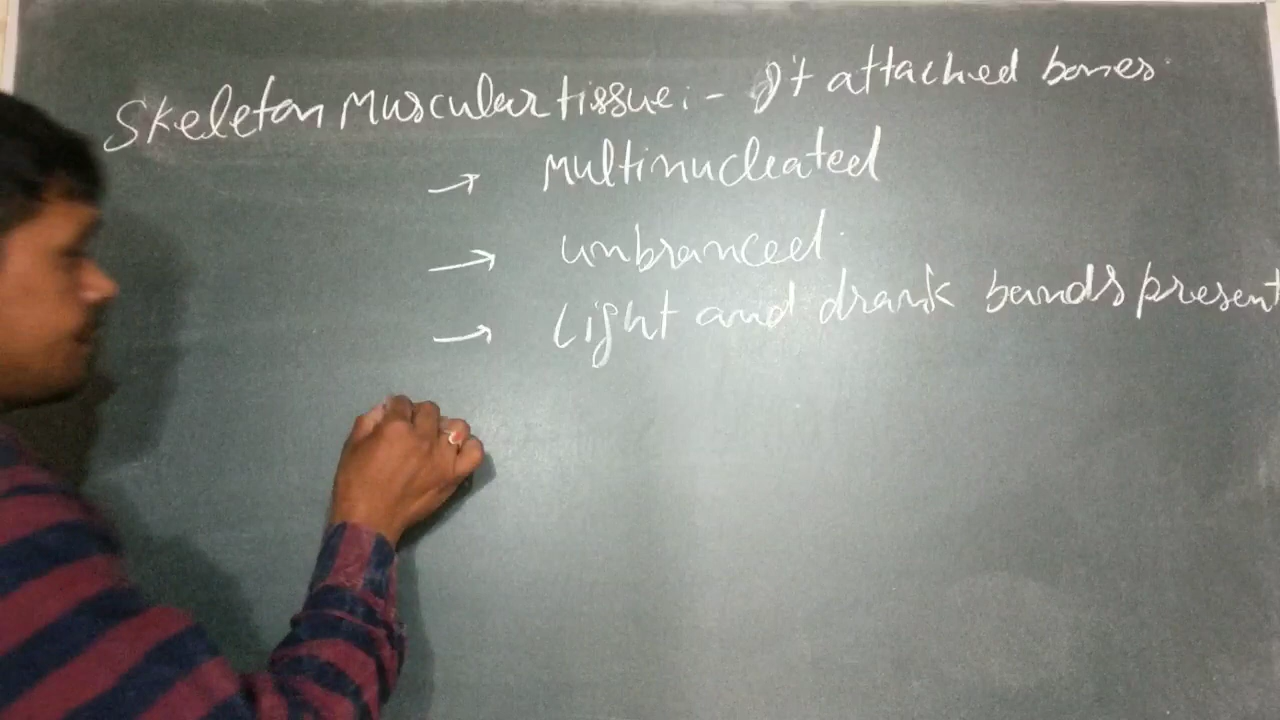 Skeleton Muscular tissue:- It attached bones.
→ Multinucleated
→ unbranced.
→ Light and drank bands present